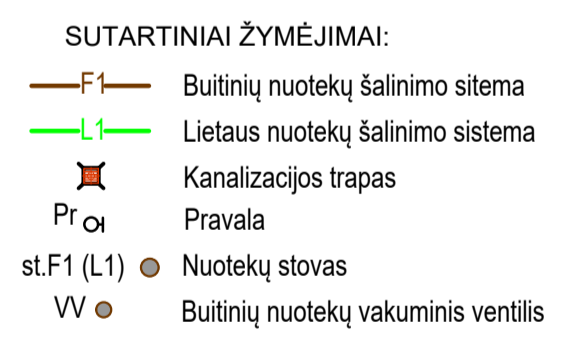 SUTARTINIAI ŽYMĖJIMAI:
F1 Buitinių nuotekų šalinimo sitema
L1 Lietaus nuotekų šalinimo sistema
Kanalizacijos trapas
Pr Pravala
st.F1 (L1) Nuotekų stovas
VV Buitinių nuotekų vakuminis ventilis